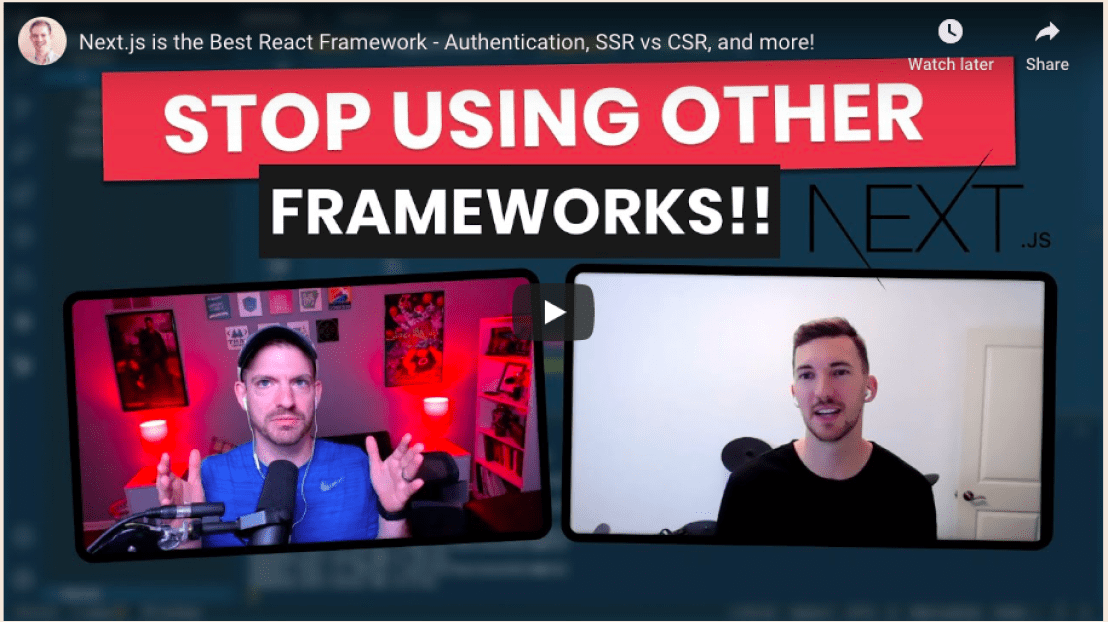 Next.js is the Best React Framework - Authentication, SSR vs CSR, and more!
Watch later
Share
STOP USING OTHER
FRAMEWORKS!!
NEXT.JS